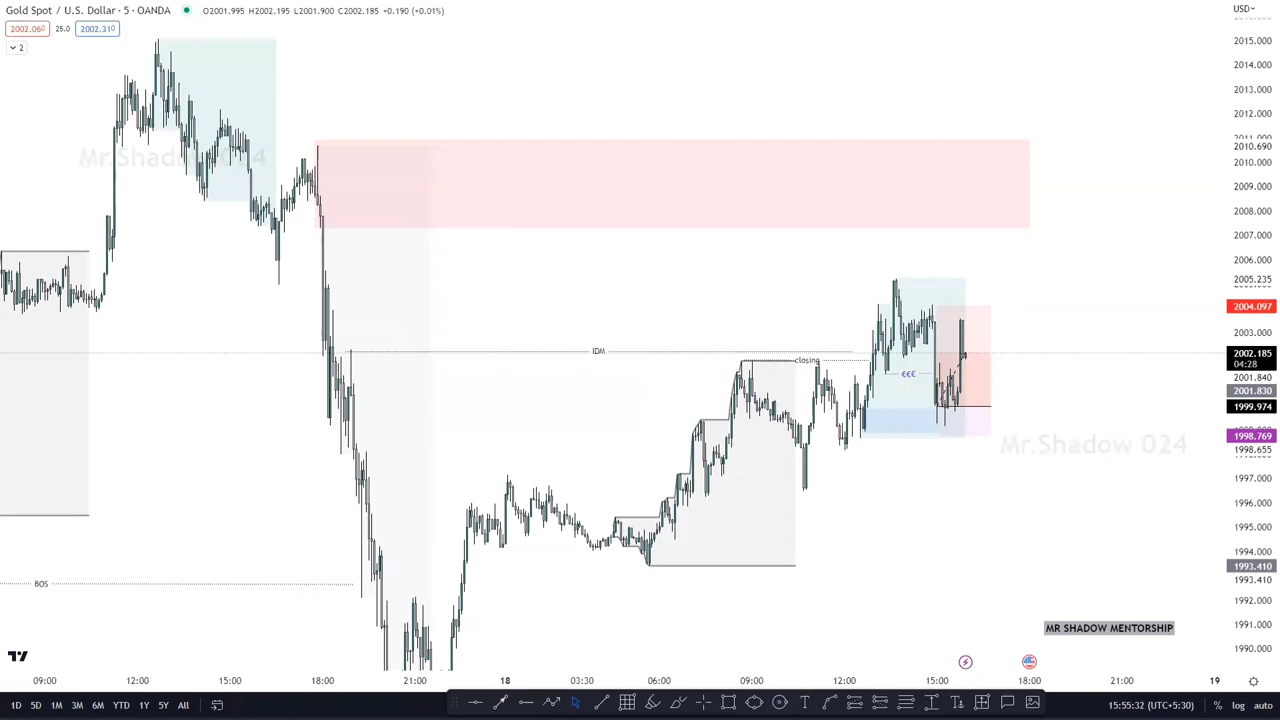 Gold Spot / U.S. Dollar · 5 · OANDA O2001.995 H2002.195 L2001.900 C2002.185 +0.190 (+0.01%)
USD
2002.060 25.0 2002.310
2
2015.000
2014.000
2013.000
2012.000
2011.000
2010.690
2010.000
2009.000
2008.000
2007.000
2006.000
2005.235
2004.097
2003.000
2002.185
04:28
2001.840
2001.830
1999.974
1998.769
1998.655
1997.000
1996.000
1995.000
1994.000
1993.410
1993.410
1992.000
1991.000
1990.000
Mr.Shadow 024
IDM
closing
€€€
Mr.Shadow 024
BOS
MR SHADOW MENTORSHIP
09:00 12:00 15:00 18:00 21:00 18 03:30 06:00 09:00 12:00 15:00 18:00 21:00 19
1D 5D 1M 3M 6M YTD 1Y 5Y All 15:55:32 (UTC+5:30) % log auto